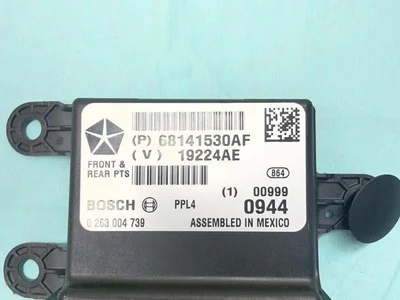 (P) 68141530AF
(V) 19224AE
FRONT &
REAR PTS
864
(1) 00999
BOSCH PPL4 0944
0 263 004 739 ASSEMBLED IN MEXICO